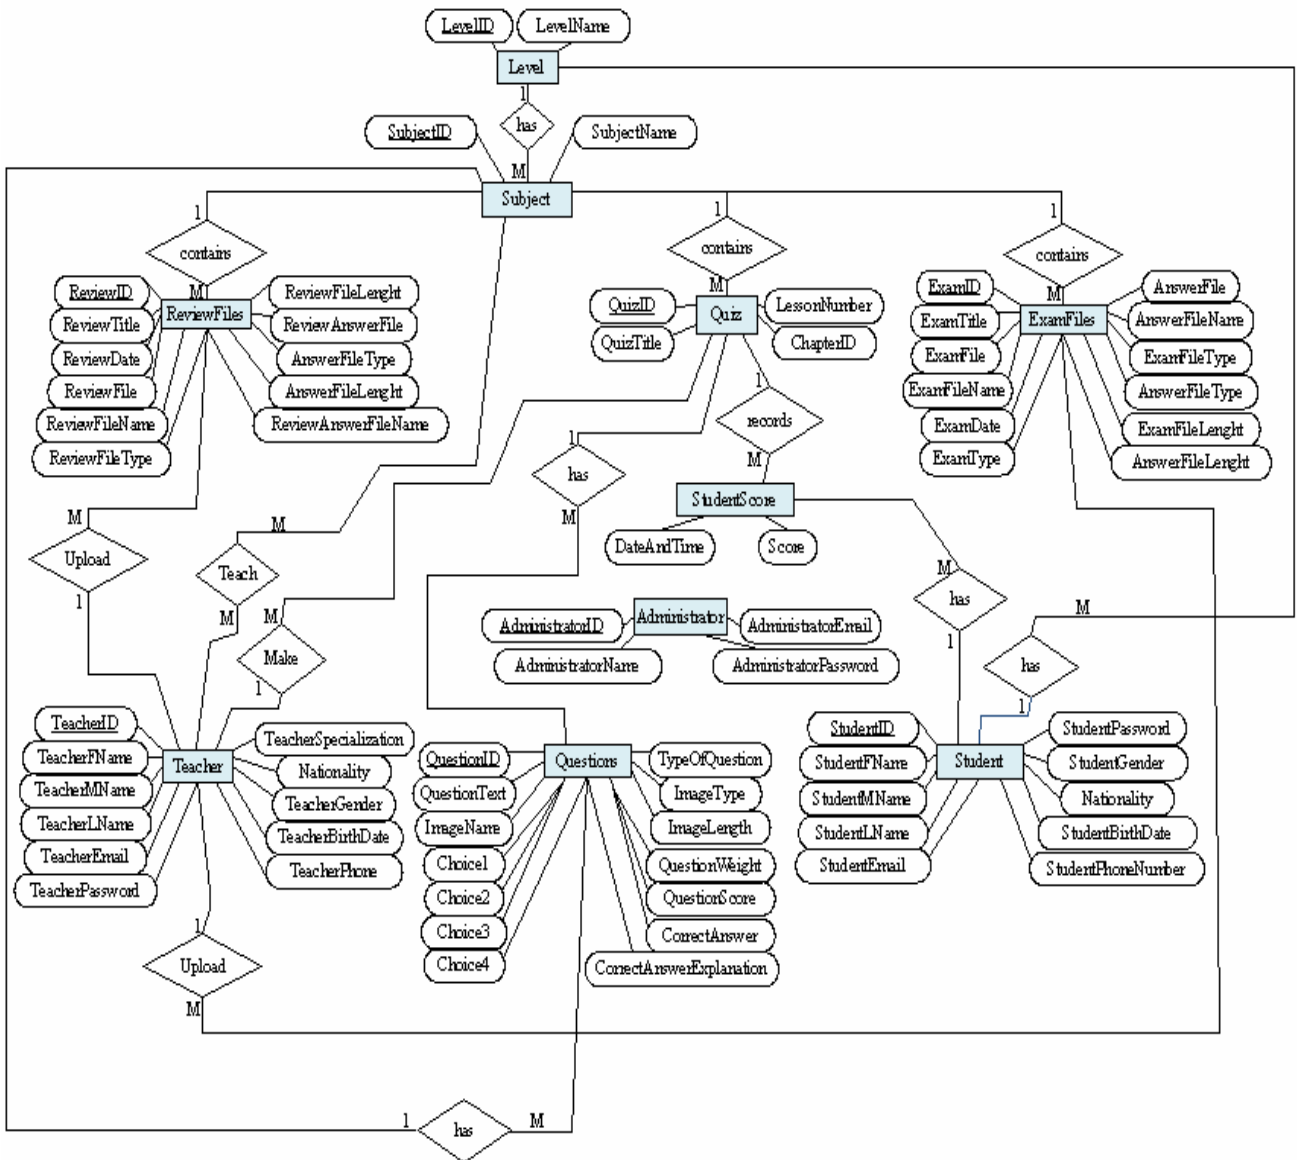 LevelID
LevelName
Level
1
has
M
SubjectID
SubjectName
Subject
1
contains
M
1
contains
M
1
contains
M
ReviewID
ReviewTitle
ReviewDate
ReviewFile
ReviewFileName
ReviewFileType
ReviewFiles
ReviewFileLenght
ReviewAnswerFile
AnswerFileType
AnswerFileLenght
ReviewAnswerFileName
QuizID
QuizTitle
Quiz
LessonNumber
ChapterID
ExamID
ExamTitle
ExamFile
ExamFileName
ExamDate
ExamType
ExamFiles
AnswerFile
AnswerFileName
ExamFileType
AnswerFileType
ExamFileLenght
AnswerFileLenght
1
records
M
1
has
M
StudentScore
DateAndTime
Score
M
Upload
1
M
Teach
M
M
Make
1
M
has
1
M
has
1
AdministratorID
AdministratorName
Administrator
AdministratorEmail
AdministratorPassword
TeacherID
TeacherFName
TeacherMName
TeacherLName
TeacherEmail
TeacherPassword
Teacher
TeacherSpecialization
Nationality
TeacherGender
TeacherBirthDate
TeacherPhone
QuestionID
QuestionText
ImageName
Choice1
Choice2
Choice3
Choice4
Questions
TypeOfQuestion
ImageType
ImageLength
QuestionWeight
QuestionScore
CorrectAnswer
CorrectAnswerExplanation
StudentID
StudentFName
StudentMName
StudentLName
StudentEmail
Student
StudentPassword
StudentGender
Nationality
StudentBirthDate
StudentPhoneNumber
1
Upload
M
1
has
M